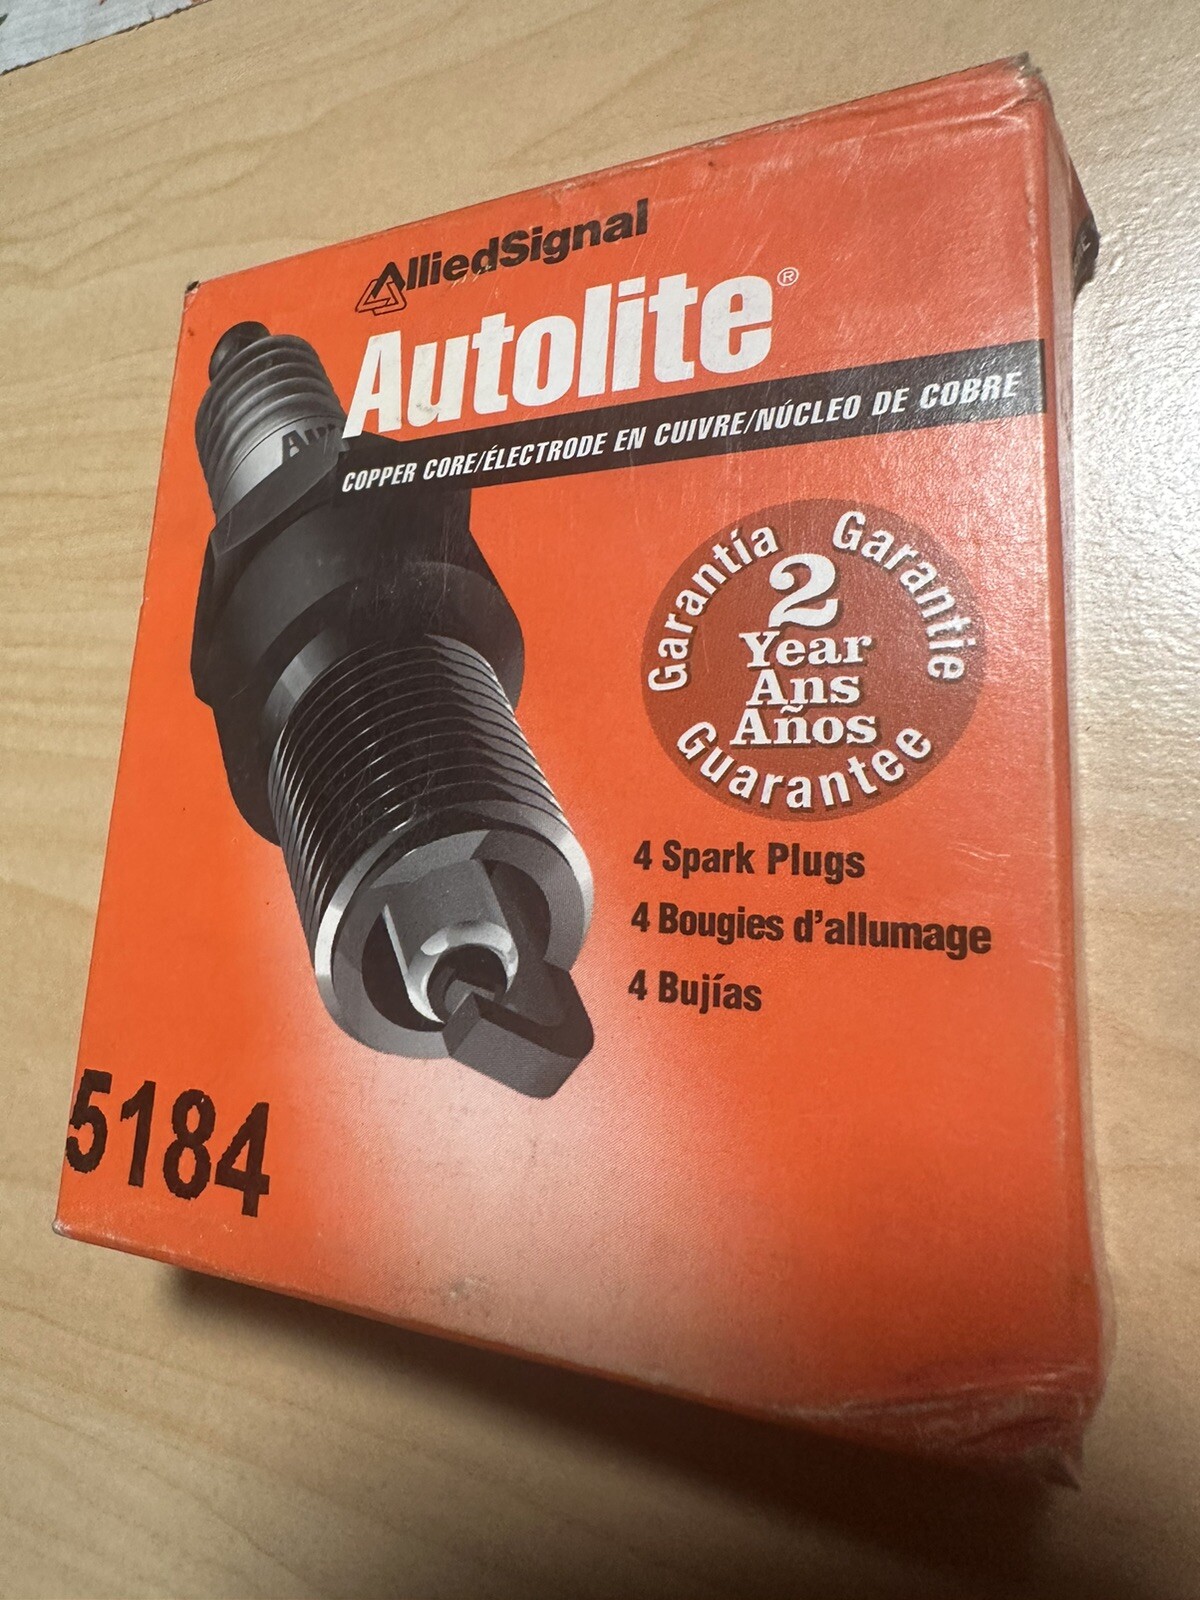 AlliedSignal
Autolite®
COPPER CORE/ÉLECTRODE EN CUIVRE/NÚCLEO DE COBRE
Garantía Garantie
2
Year
Ans
Años
Guarantee
4 Spark Plugs
4 Bougies d'allumage
4 Bujías
5184